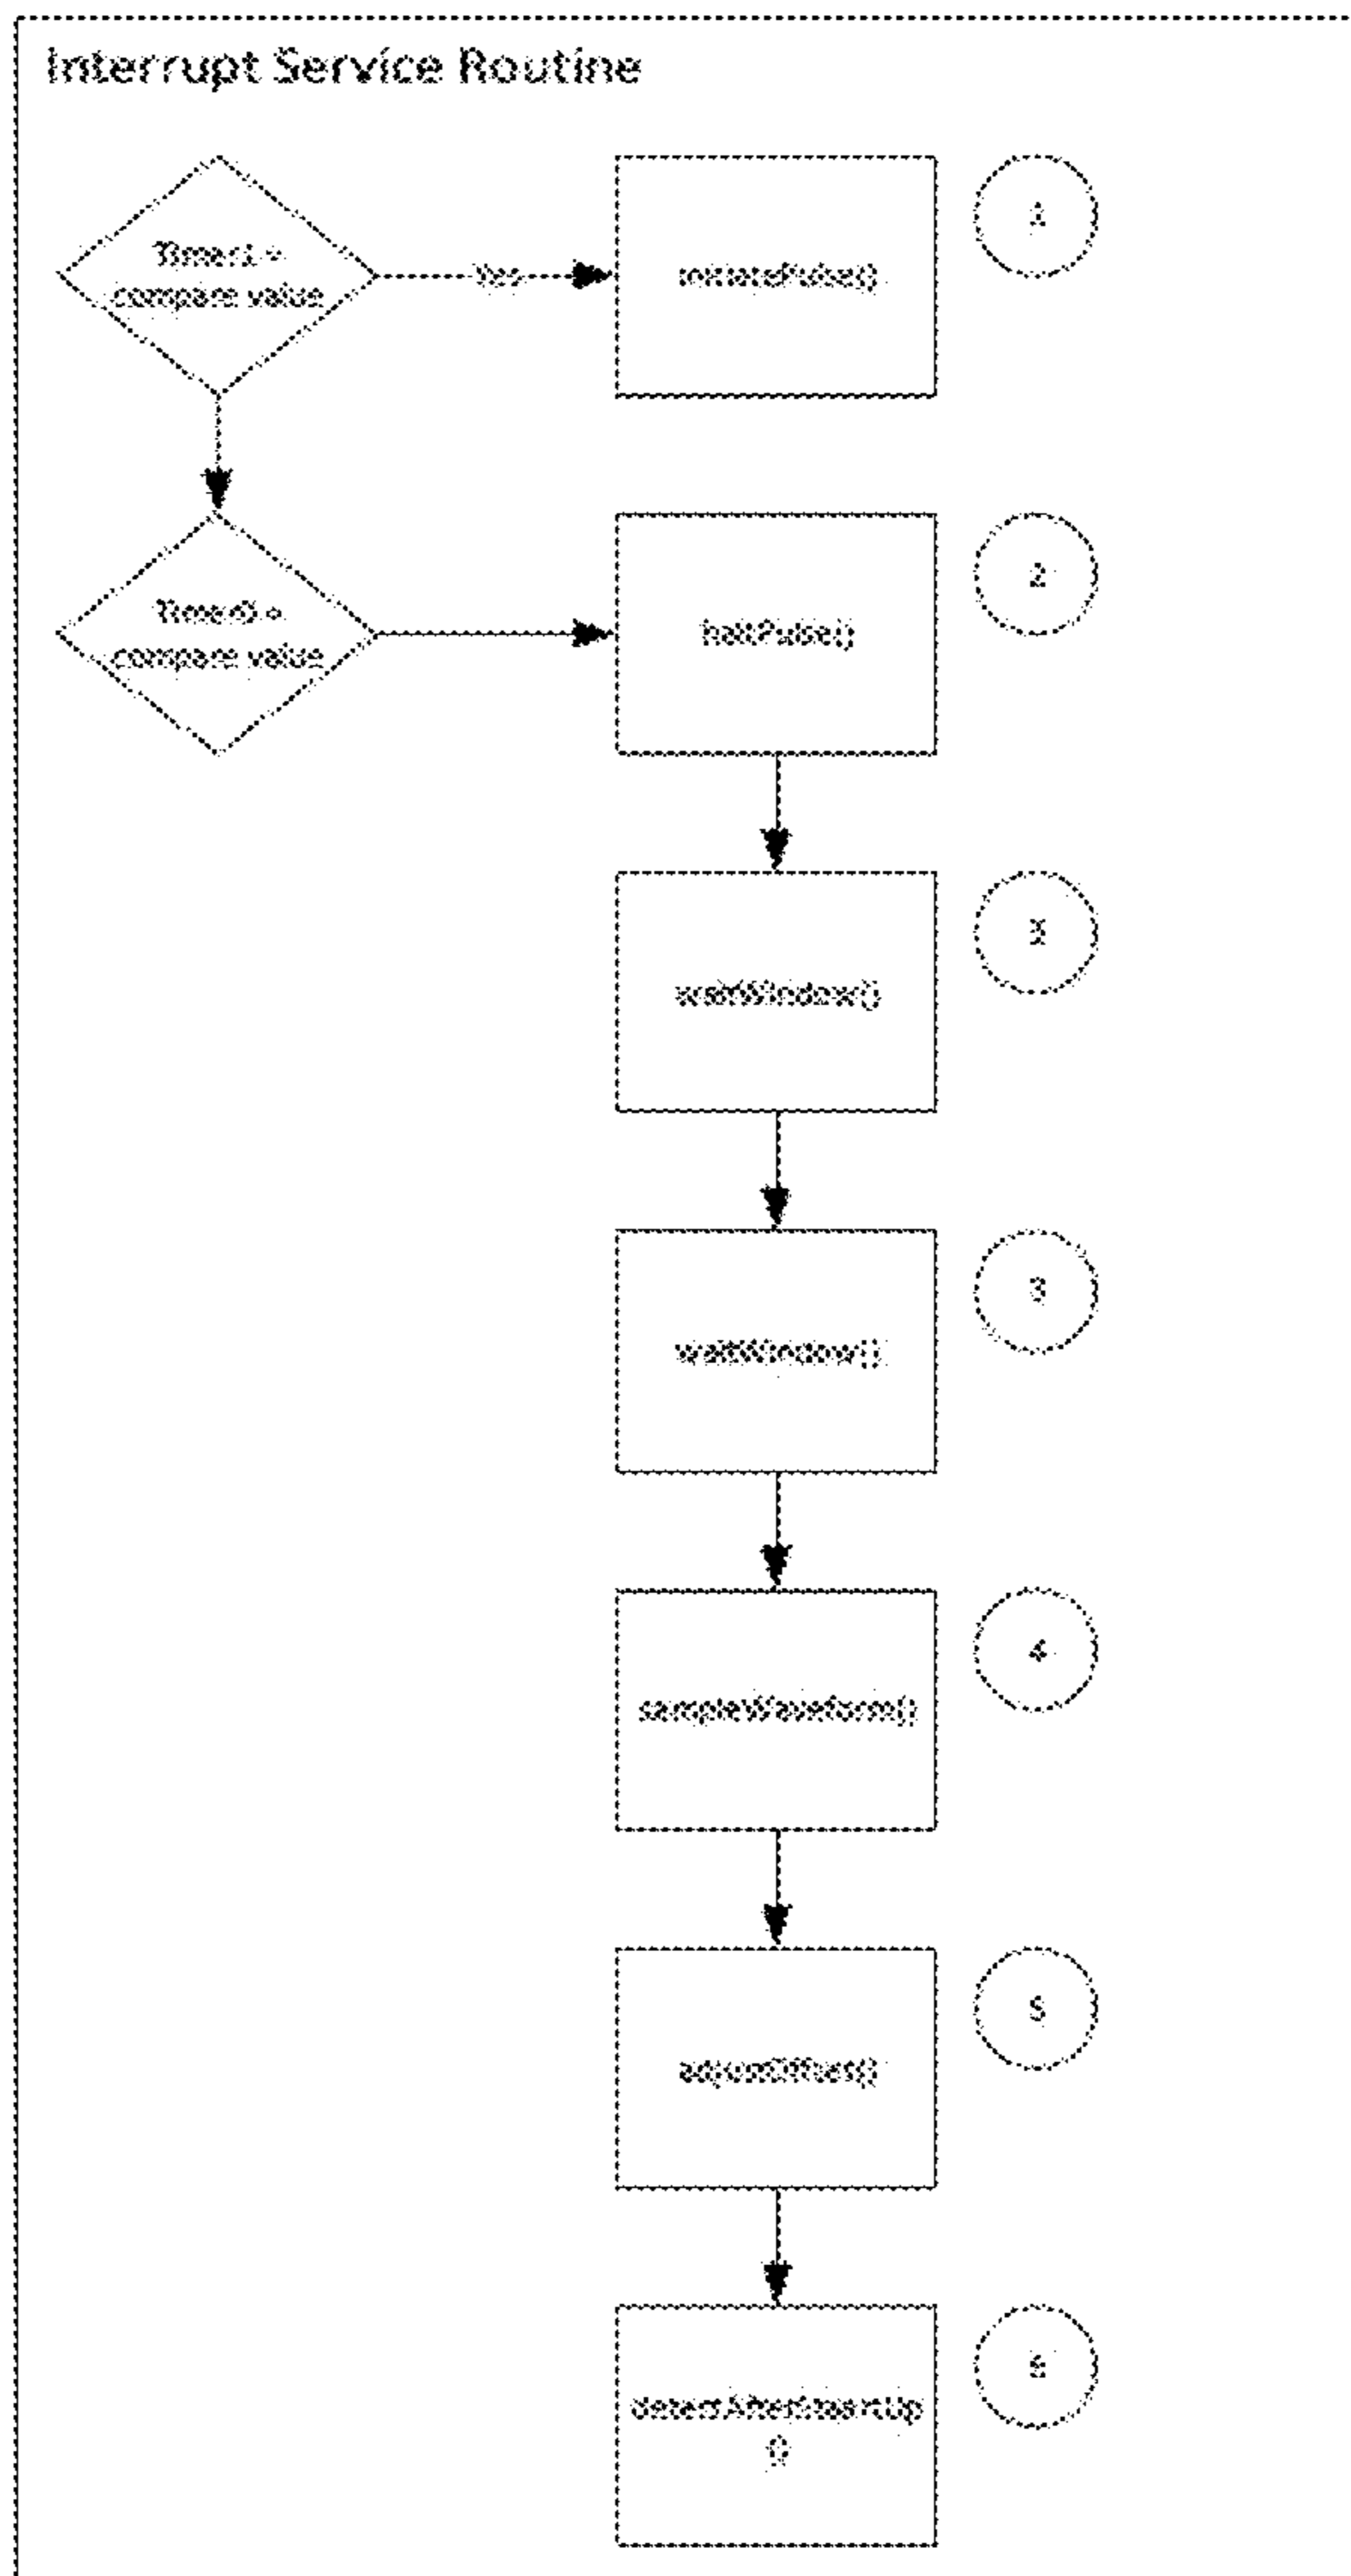 Interrupt Service Routine
Timer1 =
compare value
Yes
initiatePulse()
1
compare value
haltPulse()
2
waitWindow()
3
waitWindow()
3
4
sampleWaveform()
5
adjustOffset()
6
detectAfterStartUp
()